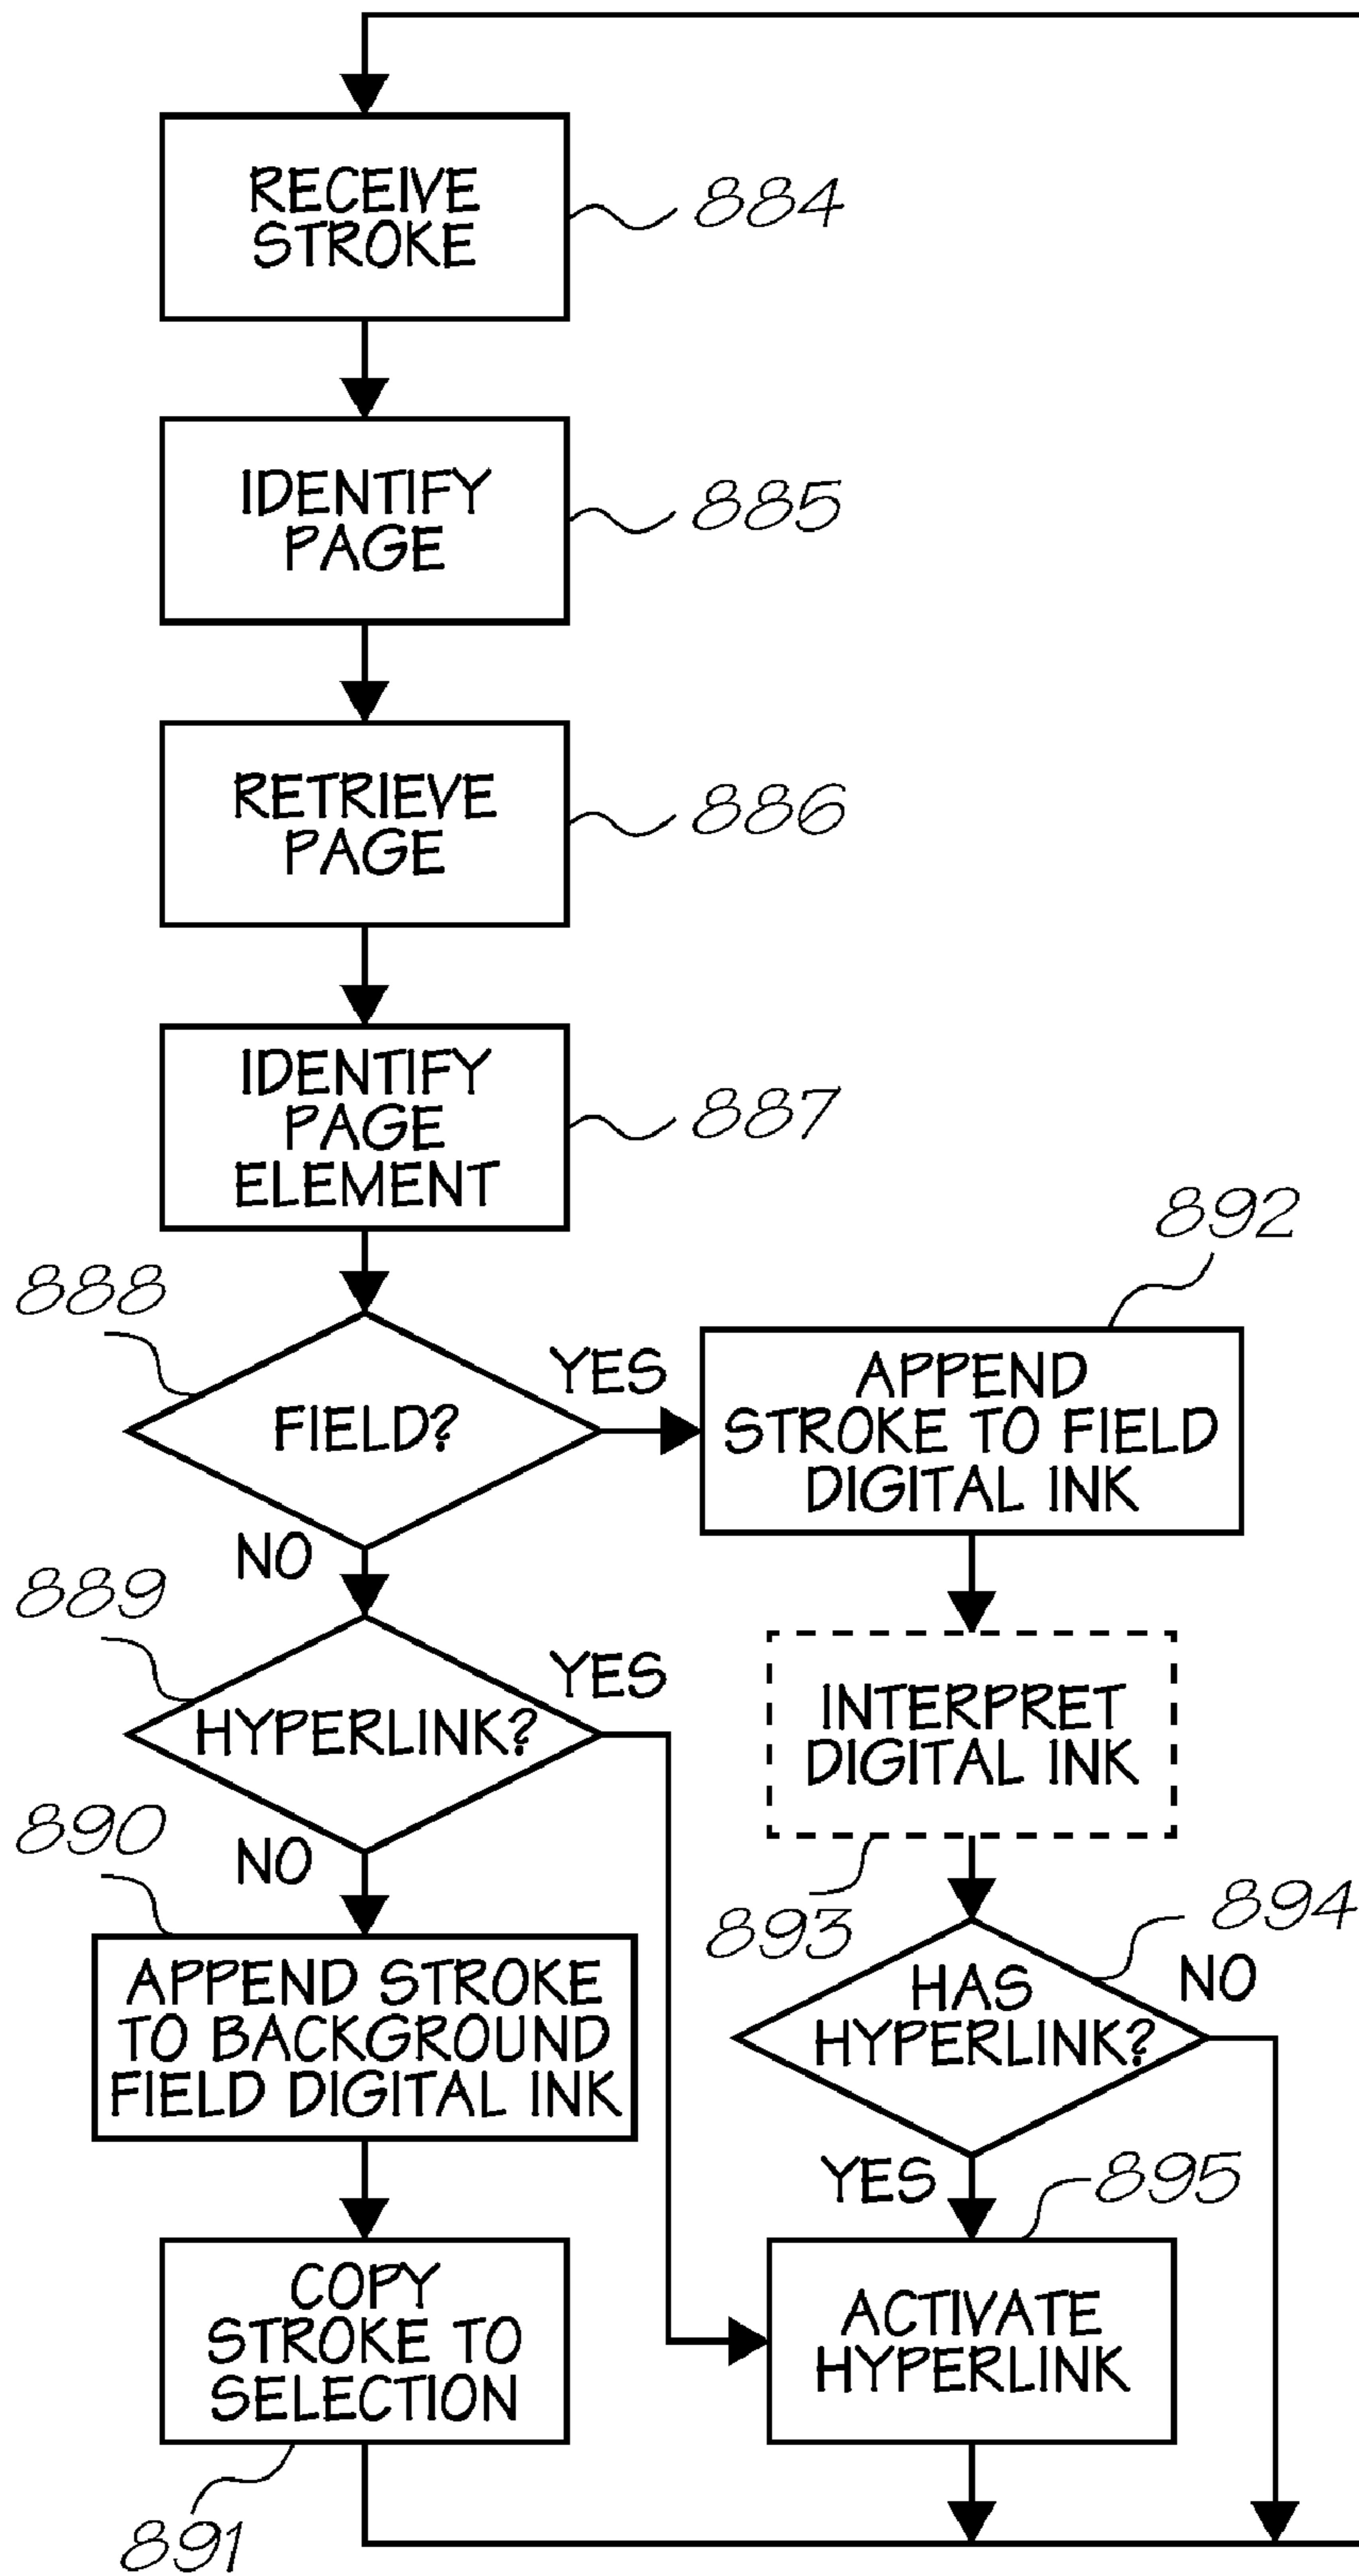 RECEIVE
STROKE
884
IDENTIFY
PAGE
885
RETRIEVE
PAGE
886
IDENTIFY
PAGE
ELEMENT
887
888
FIELD?
YES
NO
892
APPEND
STROKE TO FIELD
DIGITAL INK
889
HYPERLINK?
YES
NO
INTERPRET
DIGITAL INK
893
890
APPEND STROKE
TO BACKGROUND
FIELD DIGITAL INK
894
HAS
HYPERLINK?
NO
YES
895
COPY
STROKE TO
SELECTION
891
ACTIVATE
HYPERLINK